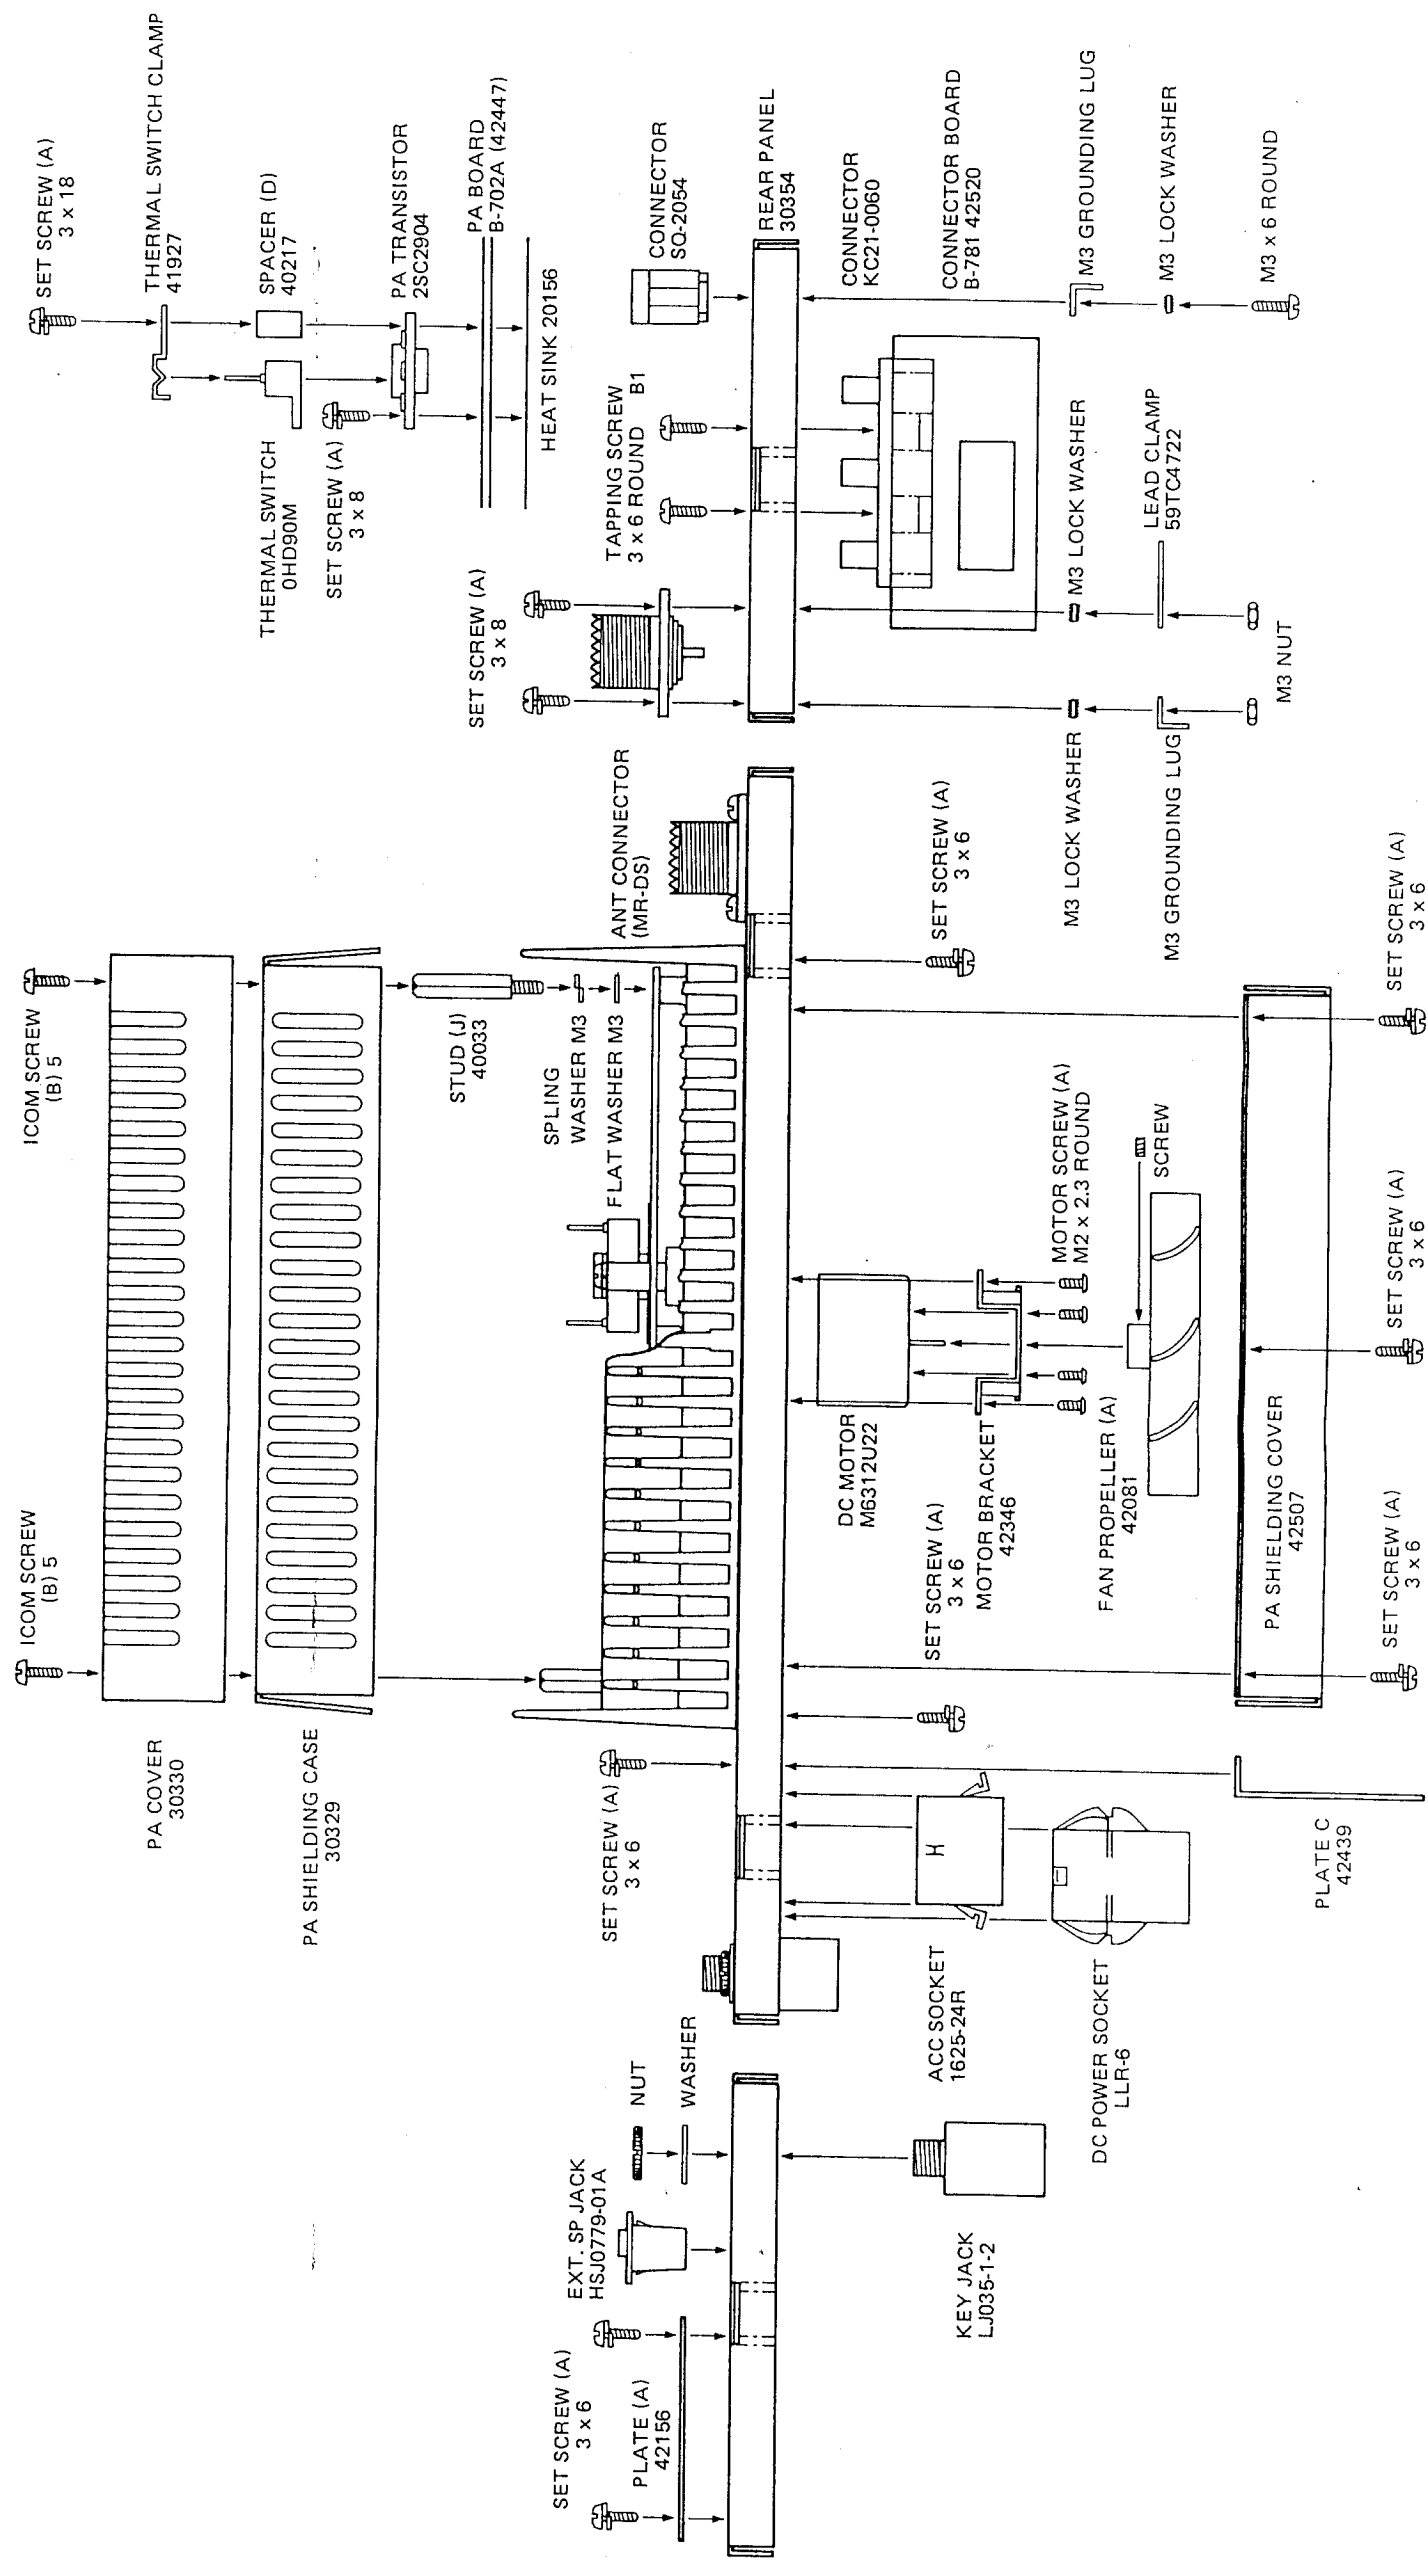 SET SCREW (A)
3 x 18
THERMAL SWITCH CLAMP
41927
SPACER (D)
40217
PA TRANSISTOR
2SC2904
PA BOARD
B-702A (42447)
HEAT SINK 20156
THERMAL SWITCH
0HD90M
SET SCREW (A)
3 x 8
CONNECTOR
SQ-2054
REAR PANEL
30354
CONNECTOR
KC21-0060
CONNECTOR BOARD
B-781 42520
M3 GROUNDING LUG
M3 LOCK WASHER
M3 x 6 ROUND
TAPPING SCREW
3 x 6 ROUND B1
SET SCREW (A)
3 x 8
M3 LOCK WASHER
LEAD CLAMP
59TC4722
M3 NUT
M3 LOCK WASHER
M3 GROUNDING LUG
ICOM SCREW
(B) 5
ICOM SCREW
(B) 5
PA COVER
30330
PA SHIELDING CASE
30329
STUD (J)
40033
SPLING
WASHER M3
FLAT WASHER M3
ANT CONNECTOR
(MR-DS)
SET SCREW (A)
3 x 6
MOTOR SCREW (A)
M2 x 2.3 ROUND
SCREW
DC MOTOR
M6312U22
SET SCREW (A)
3 x 6
MOTOR BRACKET
42346
FAN PROPELLER (A)
42081
PA SHIELDING COVER
42507
SET SCREW (A)
3 x 6
SET SCREW (A)
3 x 6
SET SCREW (A)
3 x 6
SET SCREW (A)
3 x 6
PLATE C
42439
ACC SOCKET
1625-24R
DC POWER SOCKET
LLR-6
NUT
WASHER
EXT. SP JACK
HSJ0779-01A
KEY JACK
LJ035-1-2
SET SCREW (A)
3 x 6
PLATE (A)
42156